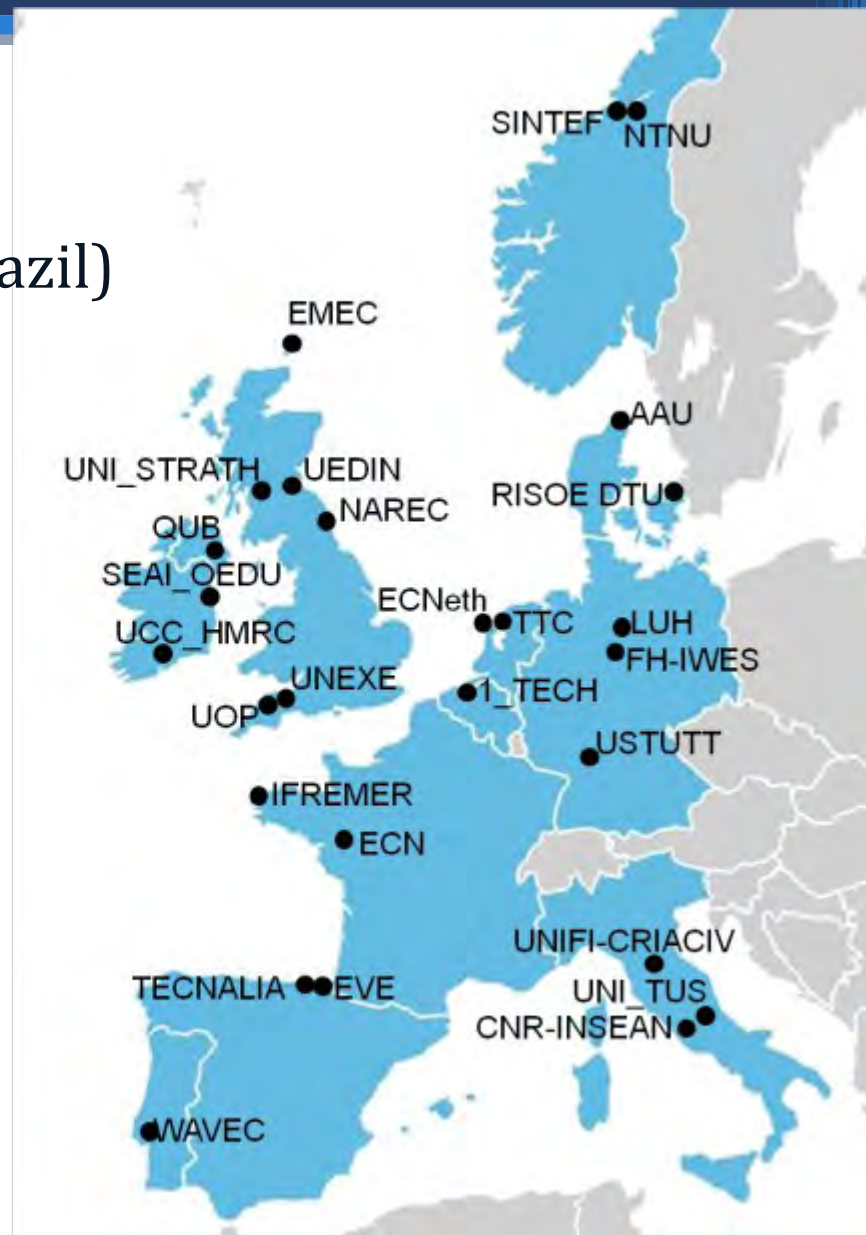 SINTEF
NTNU
azil)
EMEC
AAU
UNI_STRATH
UEDIN
RISOE DTU
NAREC
QUB
SEAI_OEDU
ECNeth
TTC
LUH
UCC_HMRC
FH-IWES
UNEXE
1_TECH
UOP
USTUTT
IFREMER
ECN
UNIFI-CRIACIV
TECNALIA
EVE
UNI_TUS
CNR-INSEAN
WAVEC